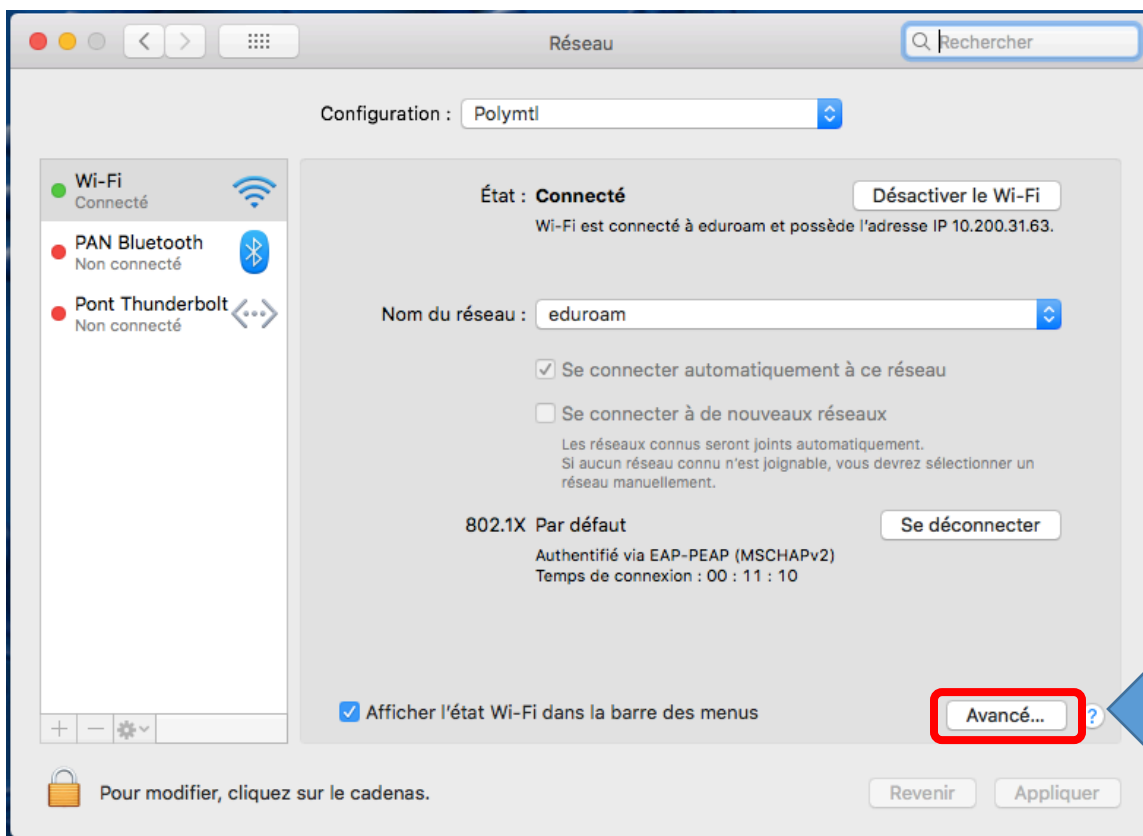 Réseau
Rechercher
Configuration : Polymtl
Wi-Fi
Connecté
PAN Bluetooth
Non connecté
Pont Thunderbolt
Non connecté
État : Connecté
Désactiver le Wi-Fi
Wi-Fi est connecté à eduroam et possède l'adresse IP 10.200.31.63.
Nom du réseau : eduroam
Se connecter automatiquement à ce réseau
Se connecter à de nouveaux réseaux
Les réseaux connus seront joints automatiquement.
Si aucun réseau connu n'est joignable, vous devrez sélectionner un
réseau manuellement.
802.1X Par défaut
Se déconnecter
Authentifié via EAP-PEAP (MSCHAPv2)
Temps de connexion : 00 : 11 : 10
Afficher l'état Wi-Fi dans la barre des menus
Avancé...
?
Pour modifier, cliquez sur le cadenas.
Revenir
Appliquer